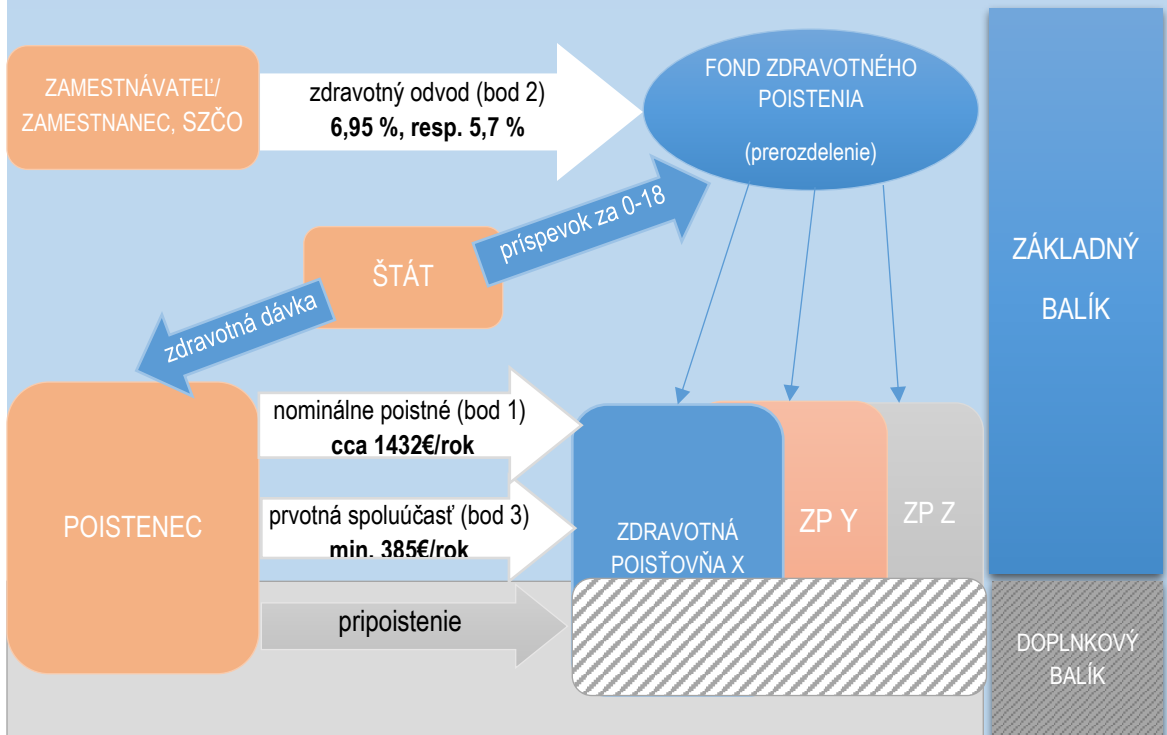 ZAMESTNÁVATEĽ/
ZAMESTNANEC, SZČO
zdravotný odvod (bod 2)
6,95 %, resp. 5,7 %
FOND ZDRAVOTNÉHO
POISTENIA
(prerozdelenie)
príspevok za 0-18
ŠTÁT
zdravotná dávka
ZÁKLADNÝ
BALÍK
POISTENEC
nominálne poistné (bod 1)
cca 1432€/rok
prvotná spoluúčasť (bod 3)
min. 385€/rok
pripoistenie
ZDRAVOTNÁ
POISŤOVŇA X
ZP Y
ZP Z
DOPLNKOVÝ
BALÍK